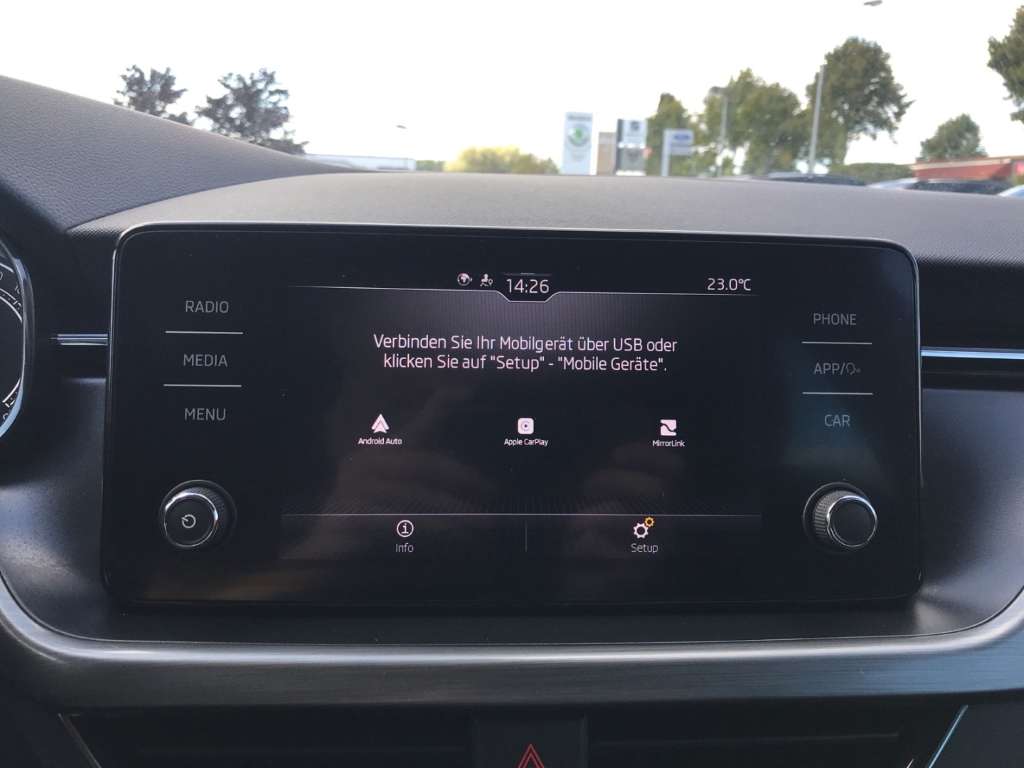 14:26
23.0°C
RADIO
MEDIA
MENU
Verbinden Sie Ihr Mobilgerät über USB oder
klicken Sie auf "Setup" - "Mobile Geräte".
Android Auto
Apple CarPlay
MirrorLink
Info
Setup
PHONE
APP/
CAR